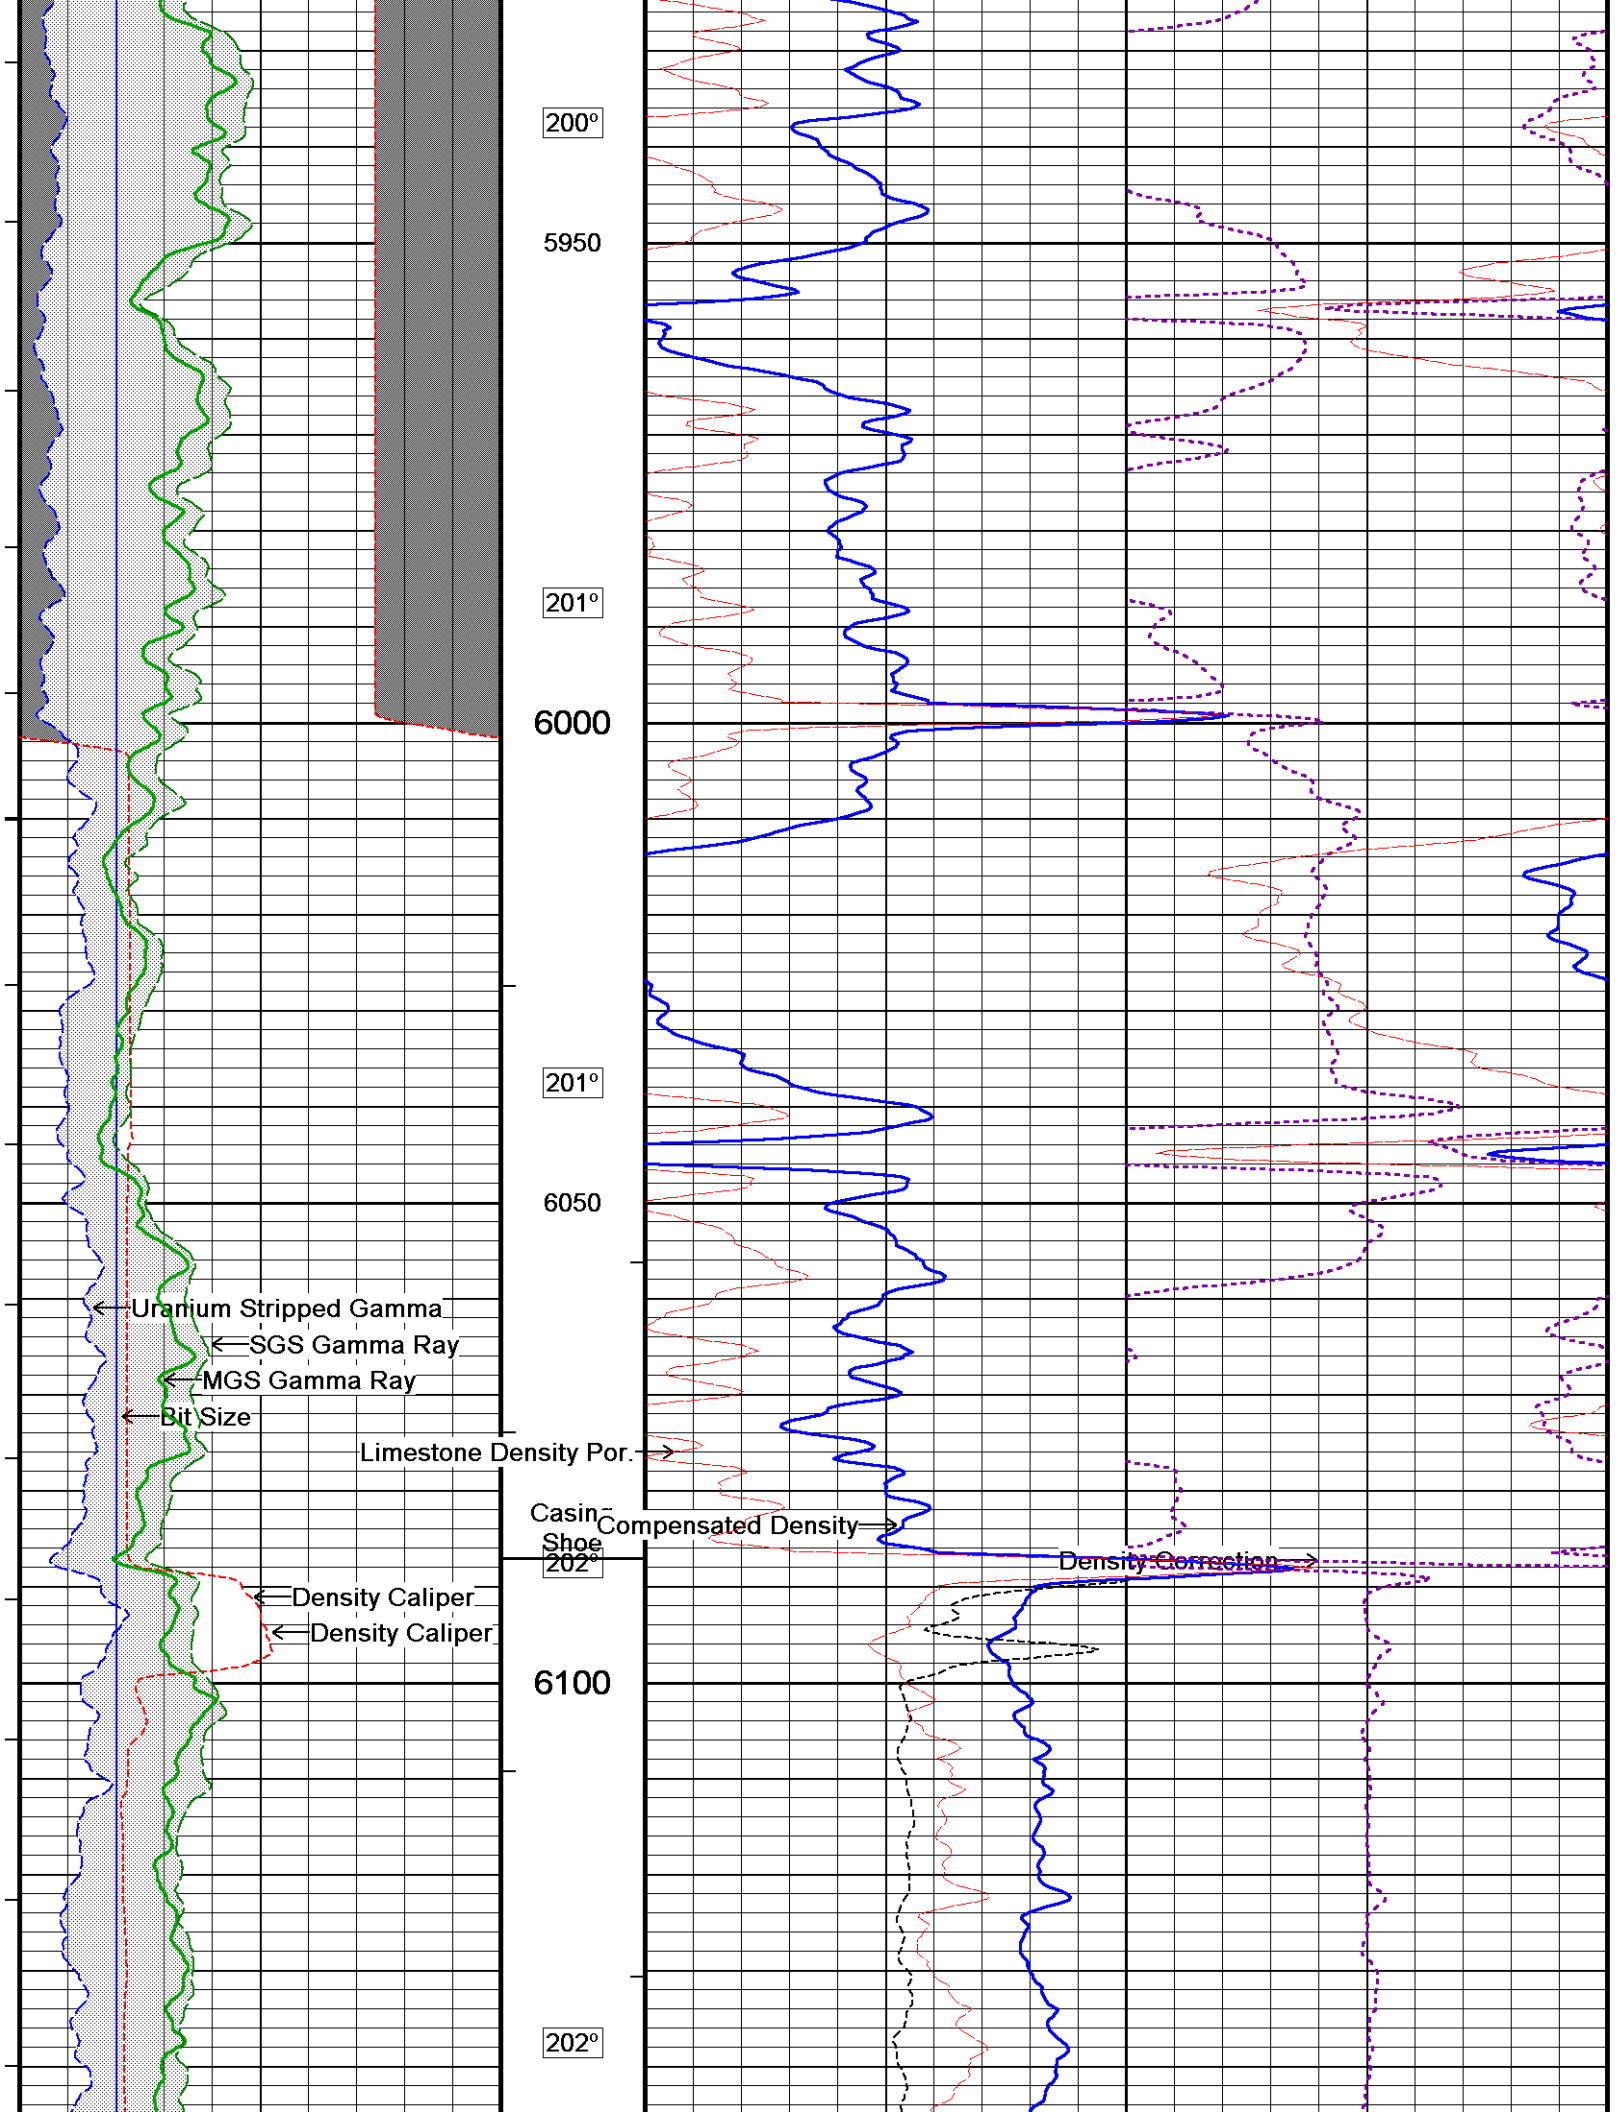 200°
5950
201°
6000
201°
6050
Uranium Stripped Gamma
SGS Gamma Ray
MGS Gamma Ray
Bit Size
Limestone Density Por.
Casing
Shoe
Compensated Density
202°
Density Correction
Density Caliper
Density Caliper
6100
202°